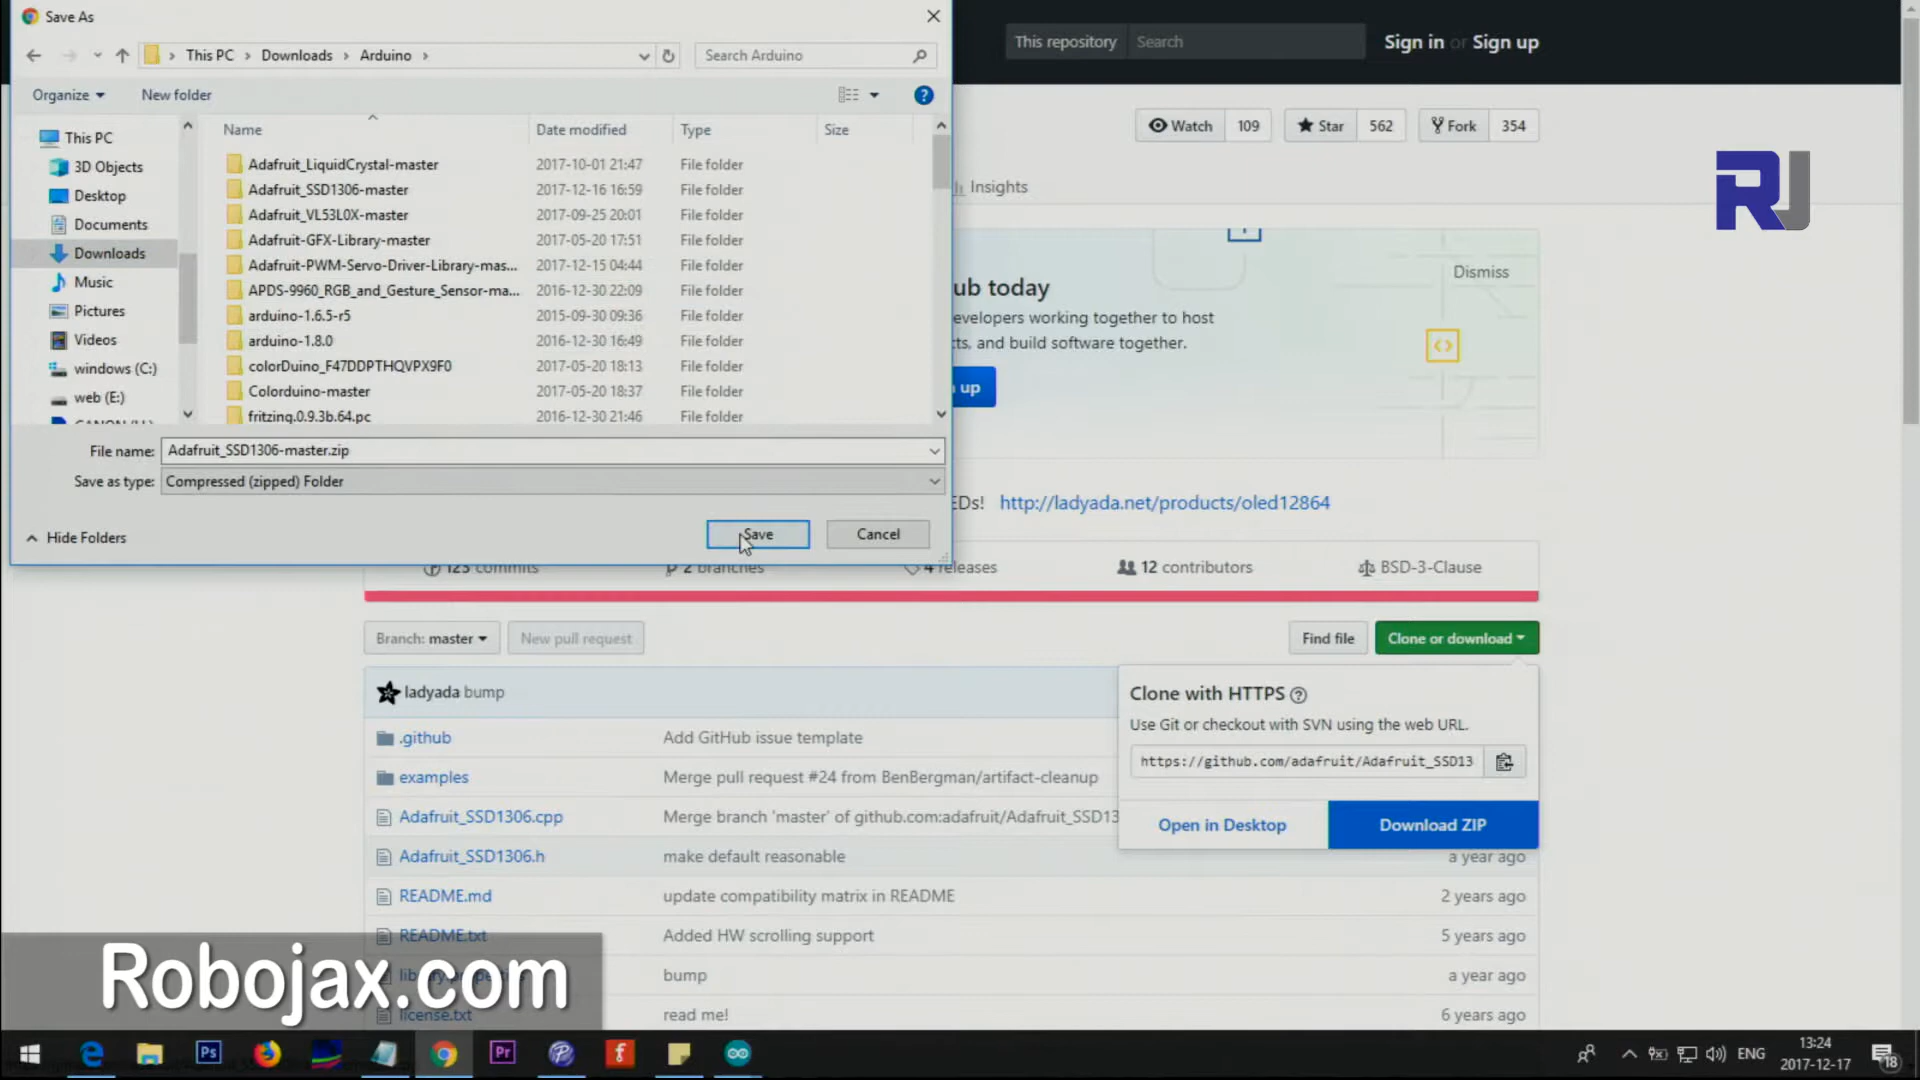 Save As
This PC
Downloads
Arduino
Search Arduino
Organize
New folder
Name
Date modified
Type
Size
This PC
3D Objects
Desktop
Documents
Downloads
Music
Pictures
Videos
windows (C:)
web (E:)
Adafruit_LiquidCrystal-master 2017-10-01 21:47 File folder
Adafruit_SSD1306-master 2017-12-16 16:59 File folder
Adafruit_VL53L0X-master 2017-09-25 20:01 File folder
Adafruit-GFX-Library-master 2017-05-20 17:51 File folder
Adafruit-PWM-Servo-Driver-Library-mas... 2017-12-15 04:44 File folder
APDS-9960_RGB_and_Gesture_Sensor-ma... 2016-12-30 22:09 File folder
arduino-1.6.5-r5 2015-09-30 09:36 File folder
arduino-1.8.0 2016-12-30 16:49 File folder
colorDuino_F47DDPTHQVPX9F0 2017-05-20 18:13 File folder
Colorduino-master 2017-05-20 18:37 File folder
fritzing.0.9.3b.64.pc 2016-12-30 21:46 File folder
File name: Adafruit_SSD1306-master.zip
Save as type: Compressed (zipped) Folder
Hide Folders
Save
Cancel
This repository
Search
Sign in or Sign up
Watch 109
Star 562
Fork 354
Insights
RJ
Dismiss
ub today
evelopers working together to host
cts, and build software together.
up
EDs! http://ladyada.net/products/oled12864
123 commits
2 branches
4 releases
12 contributors
BSD-3-Clause
Branch: master
New pull request
Find file
Clone or download
ladyada bump
Clone with HTTPS
Use Git or checkout with SVN using the web URL.
https://github.com/adafruit/Adafruit_SSD13
Open in Desktop
Download ZIP
.github Add GitHub issue template
examples Merge pull request #24 from BenBergman/artifact-cleanup
Adafruit_SSD1306.cpp Merge branch 'master' of github.com:adafruit/Adafruit_SSD13
Adafruit_SSD1306.h make default reasonable a year ago
README.md update compatibility matrix in README 2 years ago
README.txt Added HW scrolling support 5 years ago
bump a year ago
license.txt read me! 6 years ago
Robojax.com
Ps
Pr
ENG
13:24
2017-12-17
18